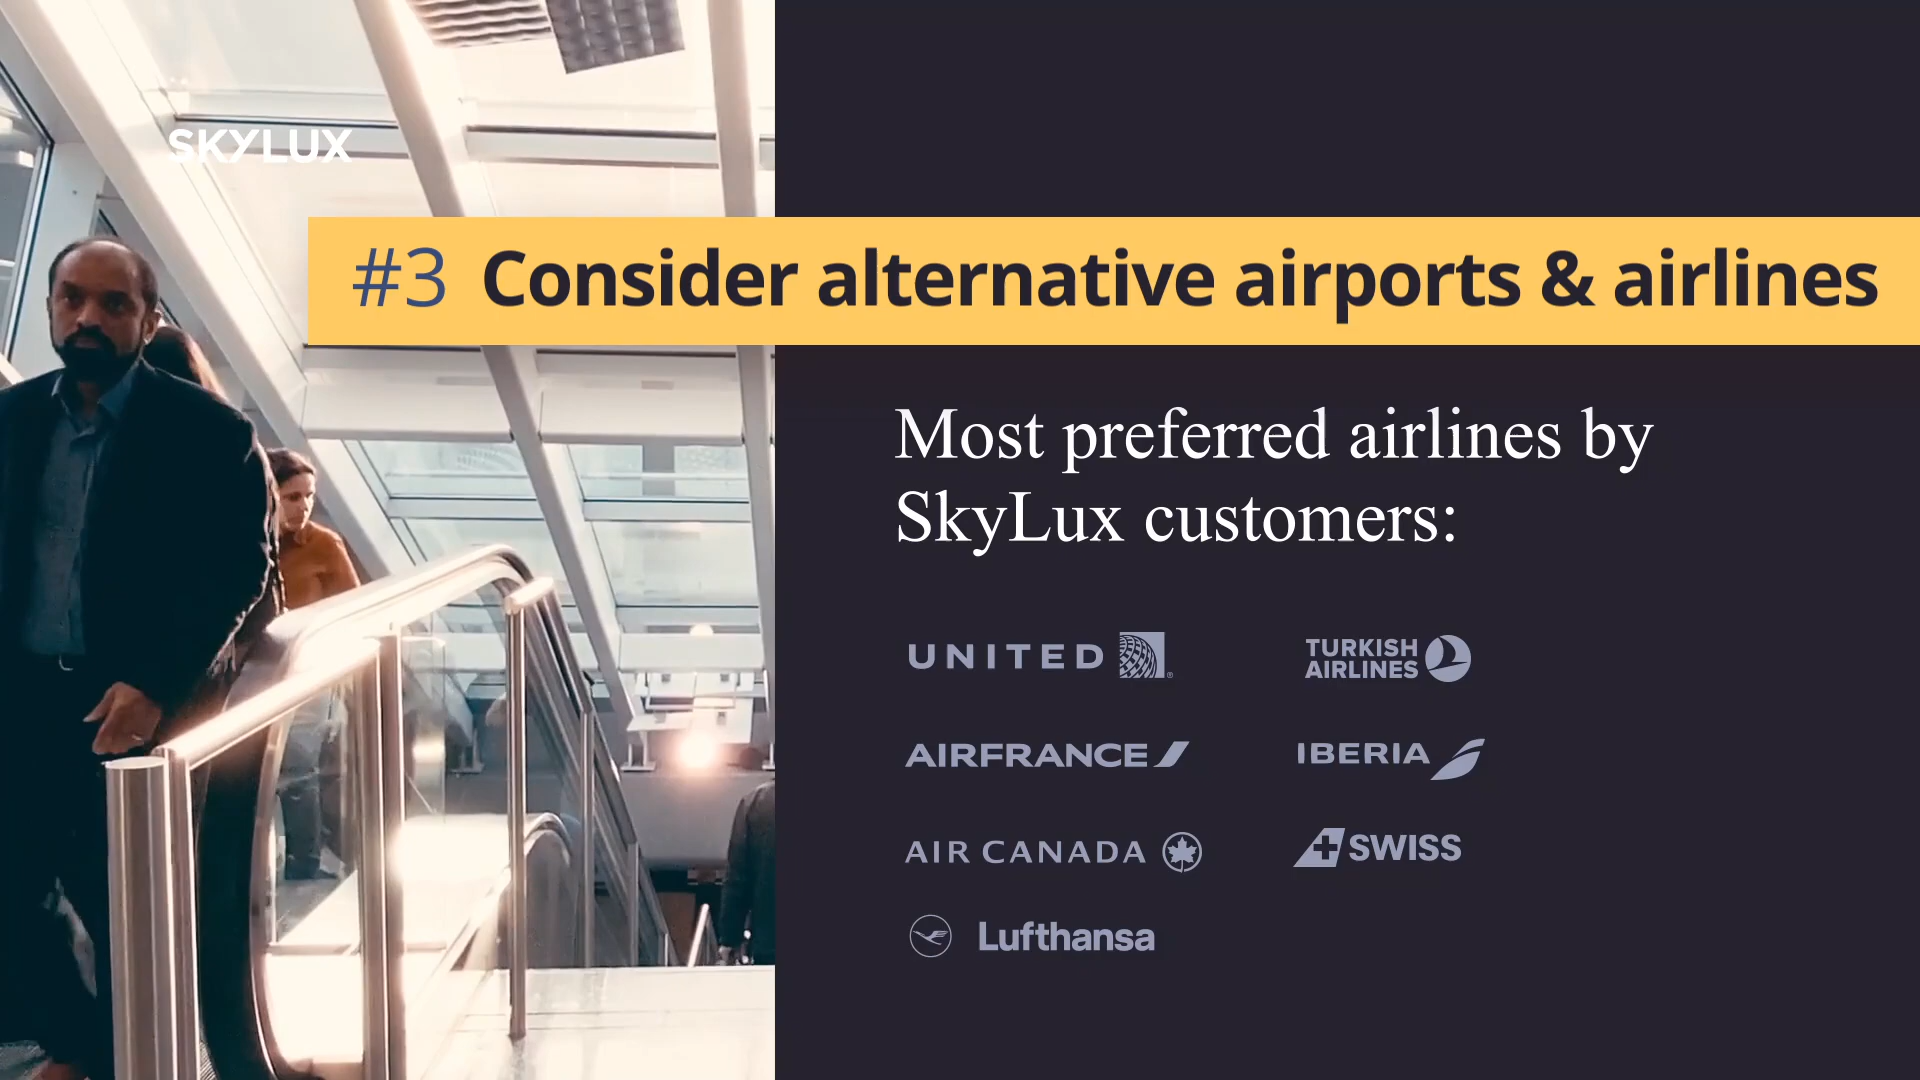 SKYLUX
#3 Consider alternative airports & airlines
Most preferred airlines by
SkyLux customers:
UNITED
TURKISH
AIRLINES
AIRFRANCE
IBERIA
AIR CANADA
SWISS
Lufthansa